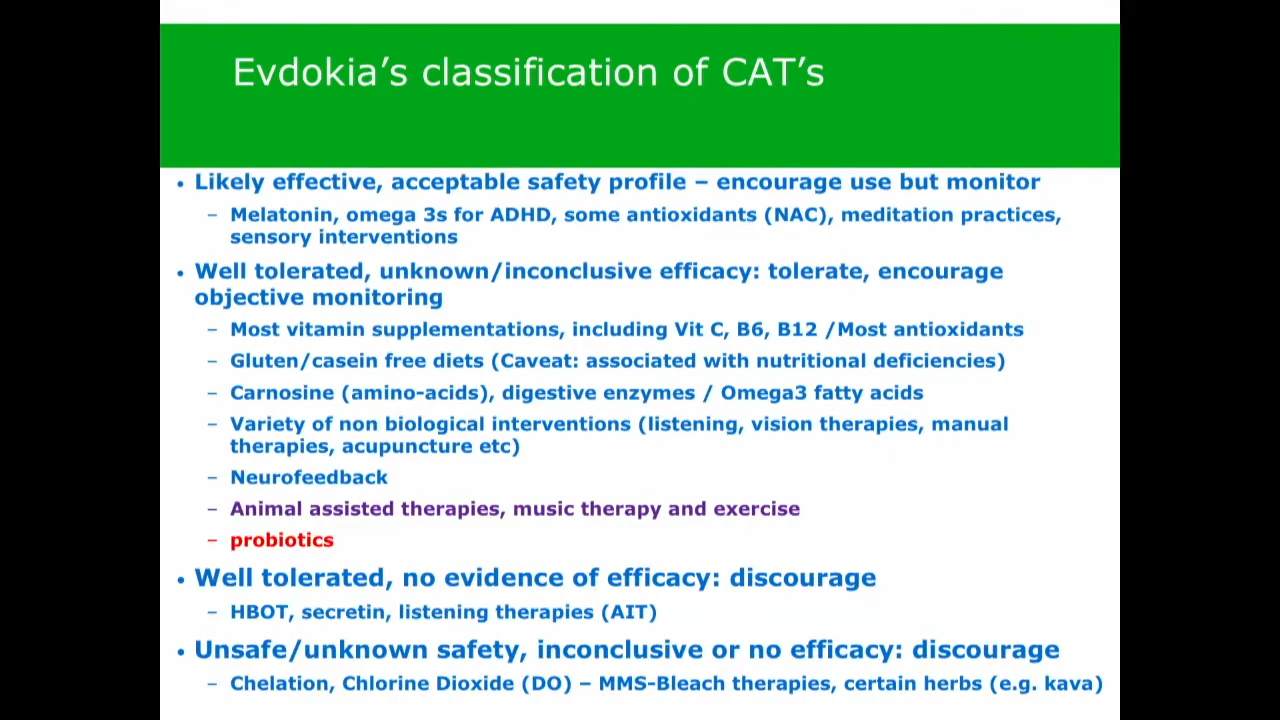 Evdokia’s classification of CAT’s
• Likely effective, acceptable safety profile – encourage use but monitor
– Melatonin, omega 3s for ADHD, some antioxidants (NAC), meditation practices,
sensory interventions
• Well tolerated, unknown/inconclusive efficacy: tolerate, encourage
objective monitoring
– Most vitamin supplementations, including Vit C, B6, B12 /Most antioxidants
– Gluten/casein free diets (Caveat: associated with nutritional deficiencies)
– Carnosine (amino-acids), digestive enzymes / Omega3 fatty acids
– Variety of non biological interventions (listening, vision therapies, manual
therapies, acupuncture etc)
– Neurofeedback
– Animal assisted therapies, music therapy and exercise
– probiotics
• Well tolerated, no evidence of efficacy: discourage
– HBOT, secretin, listening therapies (AIT)
• Unsafe/unknown safety, inconclusive or no efficacy: discourage
– Chelation, Chlorine Dioxide (DO) – MMS-Bleach therapies, certain herbs (e.g. kava)